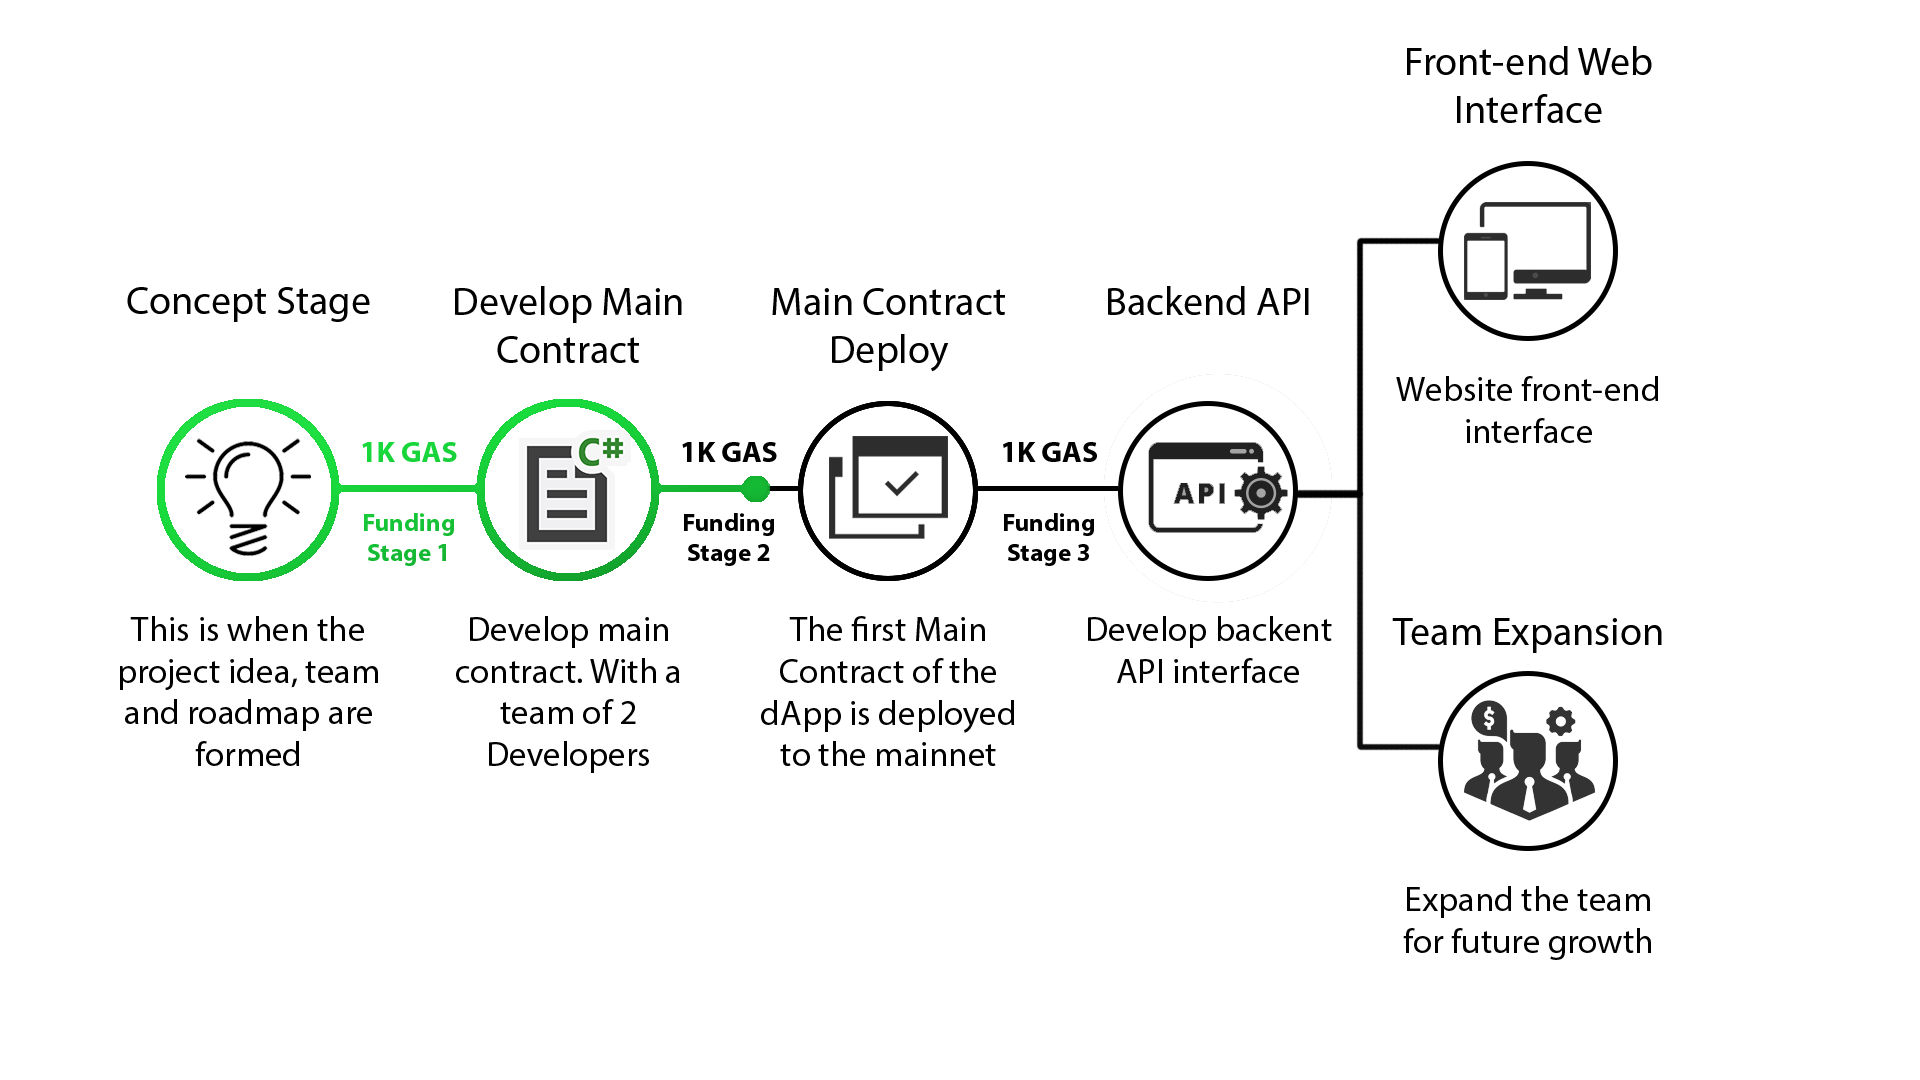 Concept Stage
This is when the
project idea, team
and roadmap are
formed
1K GAS
Funding
Stage 1
Develop Main
Contract
C#
Develop main
contract. With a
team of 2
Developers
1K GAS
Funding
Stage 2
Main Contract
Deploy
The first Main
Contract of the
dApp is deployed
to the mainnet
1K GAS
Funding
Stage 3
Backend API
API
Develop backent
API interface
Front-end Web
Interface
Website front-end
interface
Team Expansion
$
Expand the team
for future growth